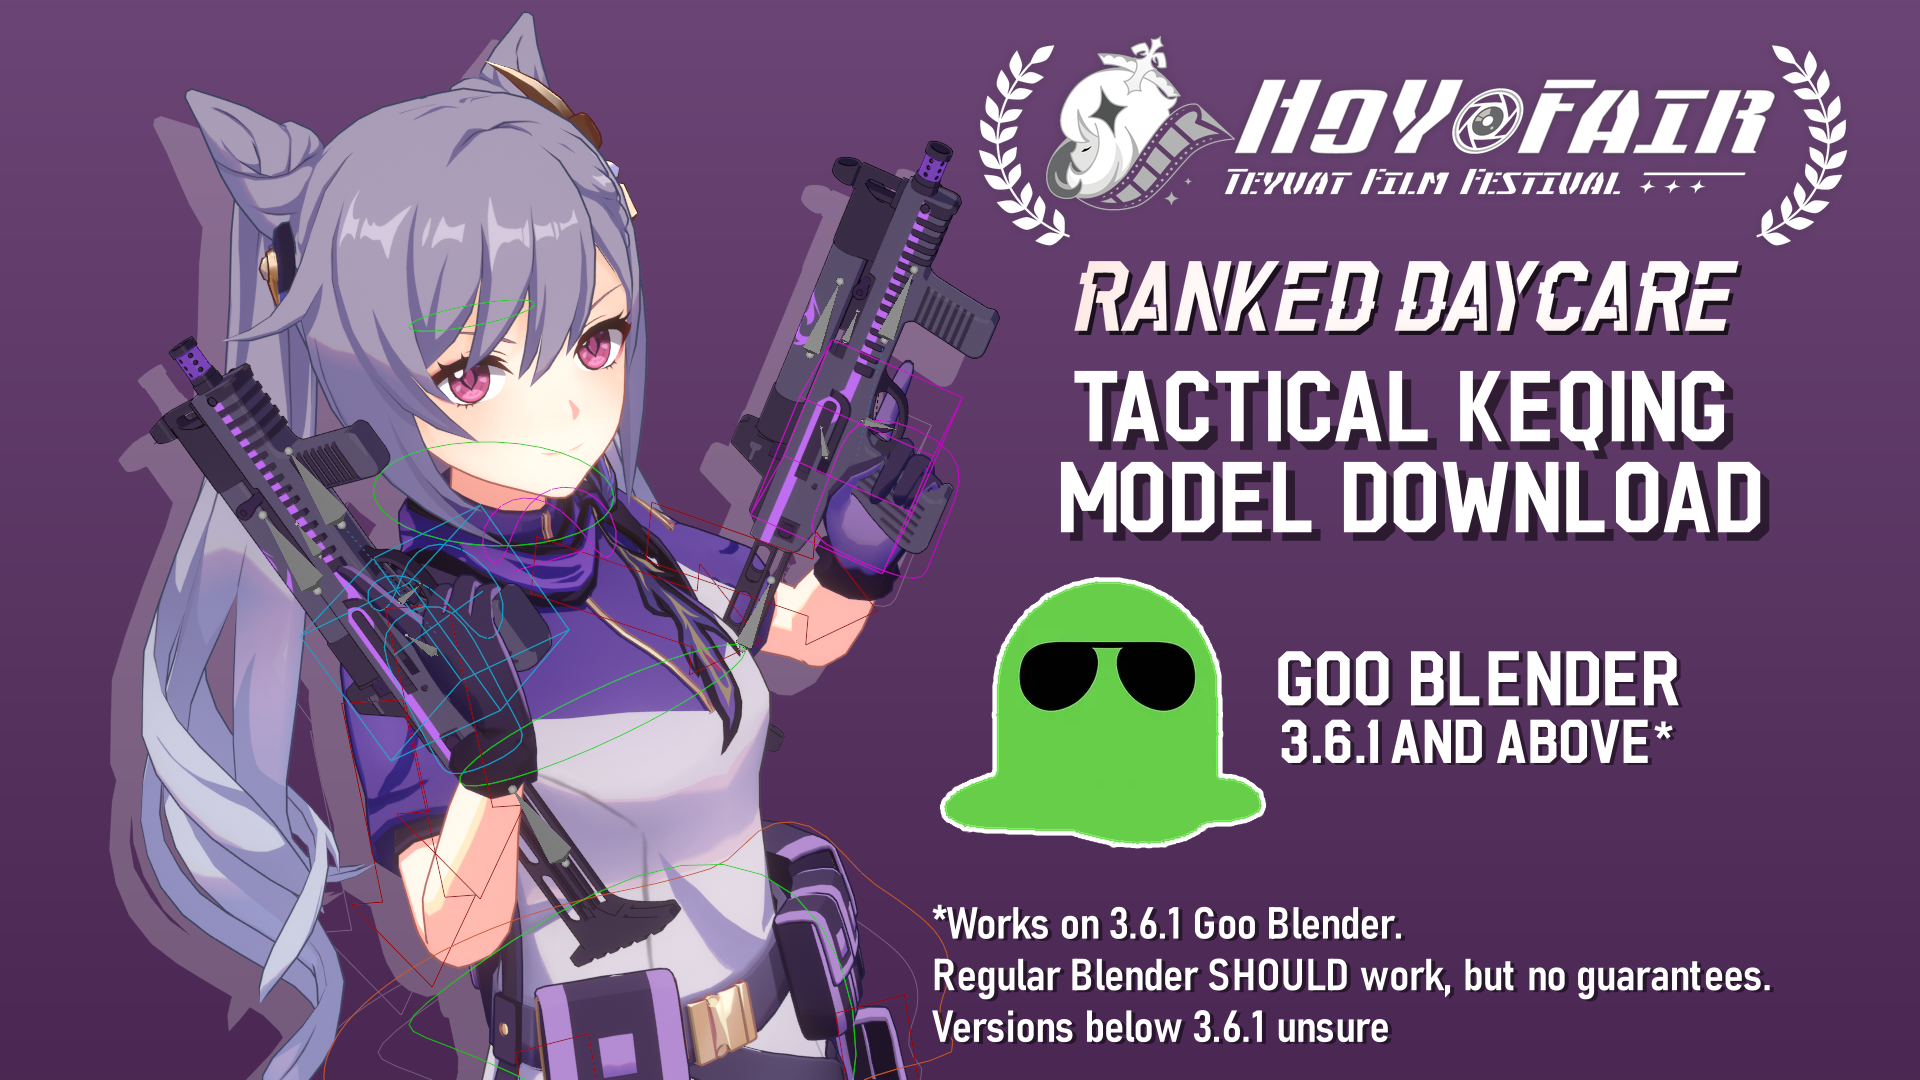 HOYOFAIR
TEYVAT FILM FESTIVAL
RANKED DAYCARE
TACTICAL KEQING
MODEL DOWNLOAD
GOO BLENDER
3.6.1 AND ABOVE*
*Works on 3.6.1 Goo Blender.
Regular Blender SHOULD work, but no guarantees.
Versions below 3.6.1 unsure